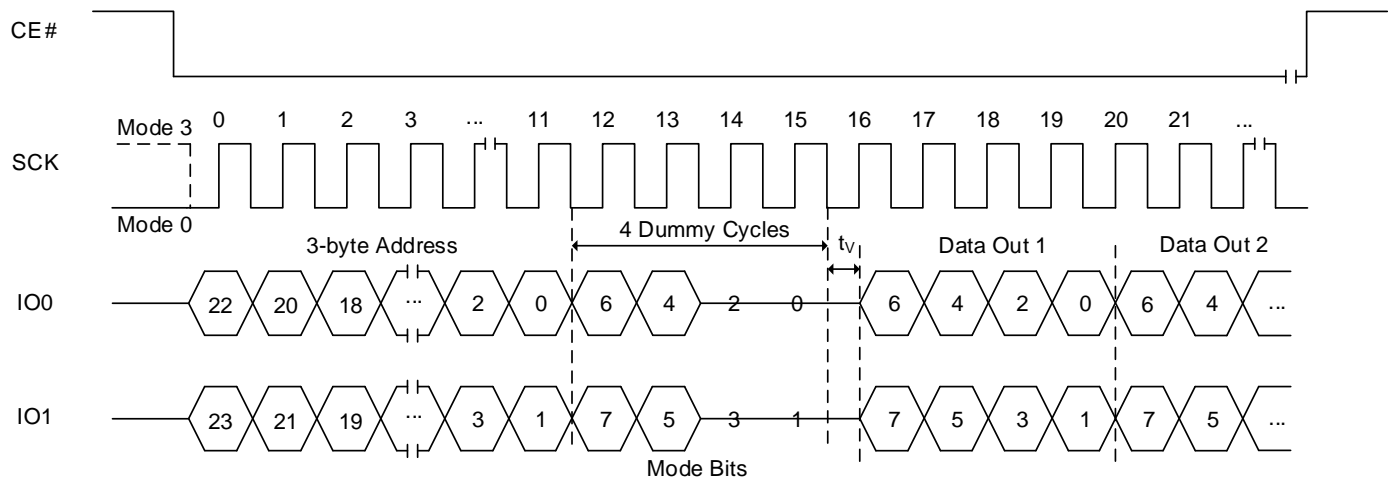 CE#
Mode 3 0 1 2 3 ... 11 12 13 14 15 16 17 18 19 20 21 ...
SCK
Mode 0
3-byte Address 4 Dummy Cycles tV Data Out 1 Data Out 2
IO0 22 20 18 ... 2 0 6 4 2 0 6 4 2 0 6 4 ...
IO1 23 21 19 ... 3 1 7 5 3 1 7 5 3 1 7 5 ...
Mode Bits